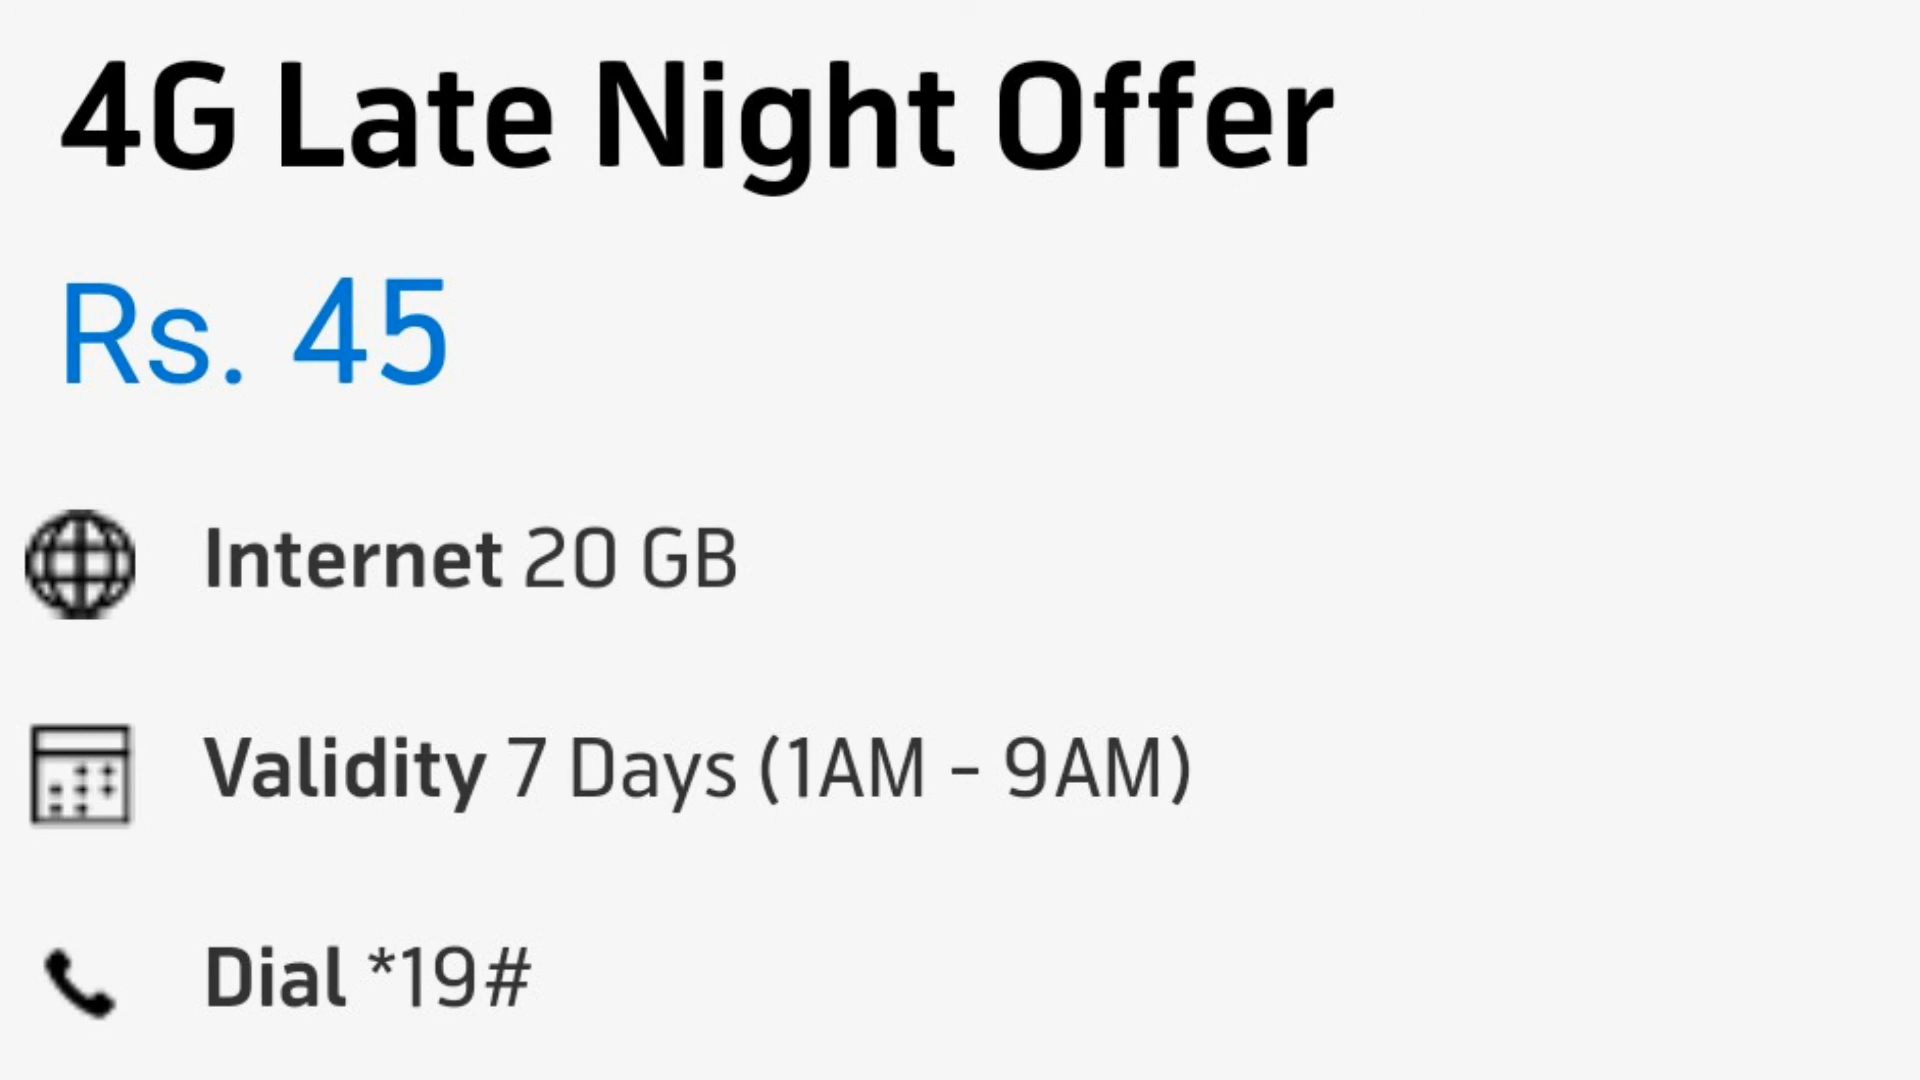 4G Late Night Offer
Rs. 45
Internet 20 GB
Validity 7 Days (1AM - 9AM)
Dial *19#